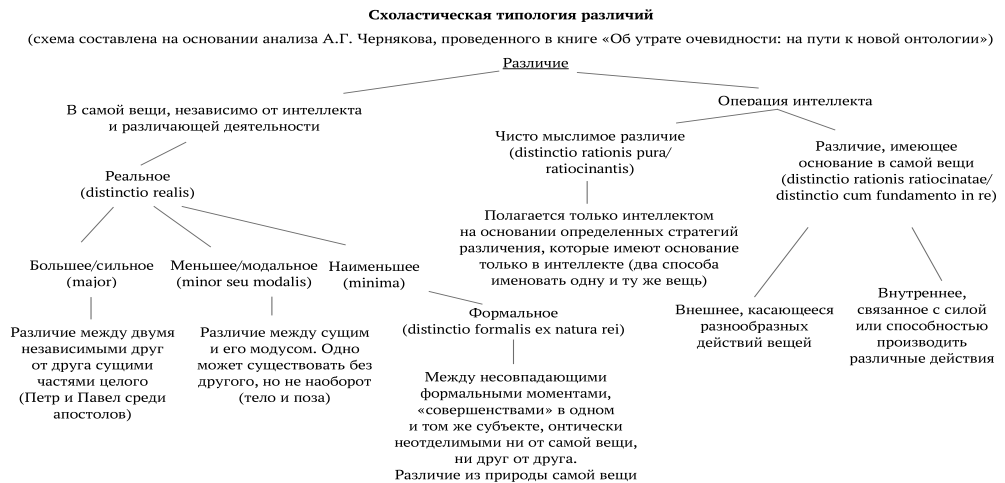 Схоластическая типология различий
(схема составлена на основании анализа А.Г. Чернякова, проведенного в книге «Об утрате очевидности: на пути к новой онтологии»)
Различие
В самой вещи, независимо от интеллекта
и различающей деятельности
Реальное
(distinctio realis)
Большее/сильное
(major)
Различие между двумя
независимыми друг
от друга сущими
частями целого
(Петр и Павел среди
апостолов)
Меньшее/модальное
(minor seu modalis)
Различие между сущим
и его модусом. Одно
может существовать без
другого, но не наоборот
(тело и поза)
Наименьшее
(minima)
Формальное
(distinctio formalis ex natura rei)
Между несовпадающими
формальными моментами,
«совершенствами» в одном
и том же субъекте, онтически
неотделимыми ни от самой вещи,
ни друг от друга.
Различие из природы самой вещи
Операция интеллекта
Чисто мыслимое различие
(distinctio rationis pura/
ratiocinantis)
Полагается только интеллектом
на основании определенных стратегий
различения, которые имеют основание
только в интеллекте (два способа
именовать одну и ту же вещь)
Различие, имеющее
основание в самой вещи
(distinctio rationis ratiocinatae/
distinctio cum fundamento in re)
Внешнее, касающееся
разнообразных
действий вещей
Внутреннее,
связанное с силой
или способностью
производить
различные действия